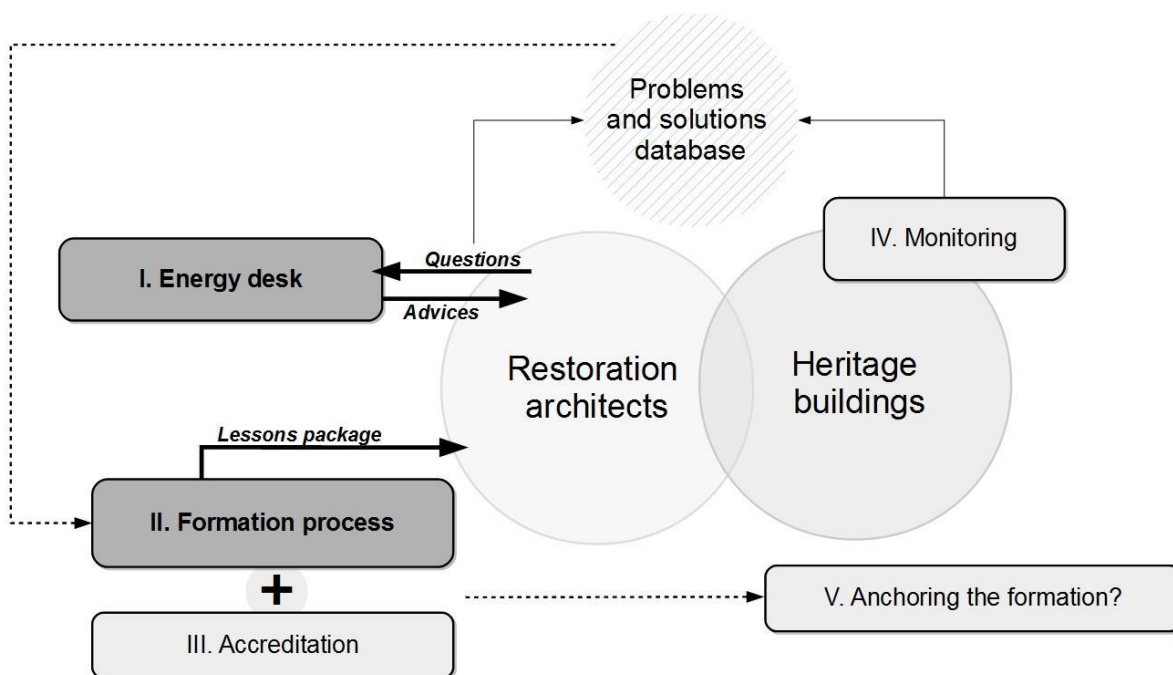 Problems
and solutions
database
IV. Monitoring
Questions
I. Energy desk
Advices
Restoration
architects
Heritage
buildings
Lessons package
II. Formation process
+
V. Anchoring the formation?
III. Accreditation